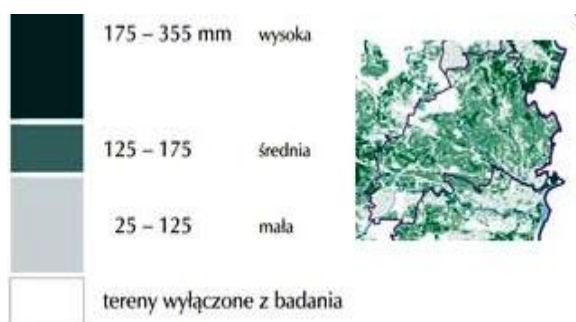 175 – 355 mm wysoka
125 – 175 średnia
25 – 125 mała
tereny wyłączone z badania